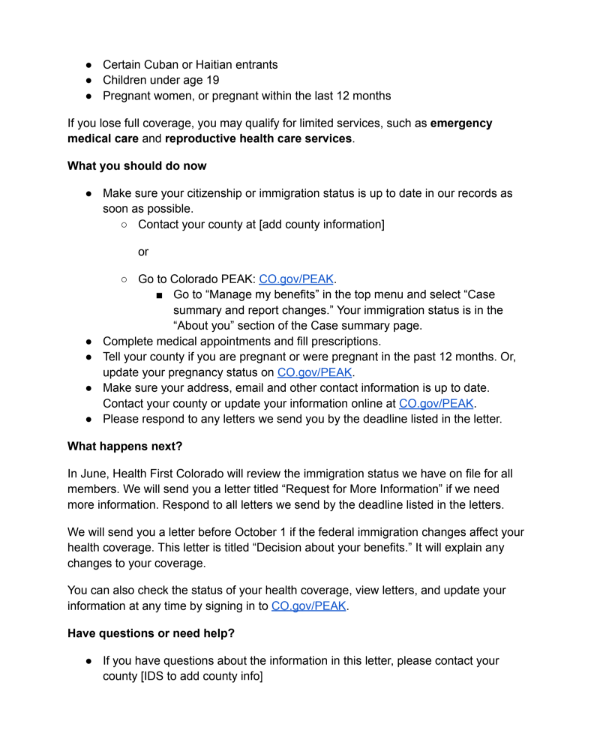 ● Certain Cuban or Haitian entrants
● Children under age 19
● Pregnant women, or pregnant within the last 12 months
If you lose full coverage, you may qualify for limited services, such as emergency
medical care and reproductive health care services.
What you should do now
● Make sure your citizenship or immigration status is up to date in our records as
soon as possible.
○ Contact your county at [add county information]
or
○ Go to Colorado PEAK: CO.gov/PEAK.
■ Go to “Manage my benefits” in the top menu and select “Case
summary and report changes.” Your immigration status is in the
“About you” section of the Case summary page.
● Complete medical appointments and fill prescriptions.
● Tell your county if you are pregnant or were pregnant in the past 12 months. Or,
update your pregnancy status on CO.gov/PEAK.
● Make sure your address, email and other contact information is up to date.
Contact your county or update your information online at CO.gov/PEAK.
● Please respond to any letters we send you by the deadline listed in the letter.
What happens next?
In June, Health First Colorado will review the immigration status we have on file for all
members. We will send you a letter titled “Request for More Information” if we need
more information. Respond to all letters we send by the deadline listed in the letters.
We will send you a letter before October 1 if the federal immigration changes affect your
health coverage. This letter is titled “Decision about your benefits.” It will explain any
changes to your coverage.
You can also check the status of your health coverage, view letters, and update your
information at any time by signing in to CO.gov/PEAK.
Have questions or need help?
● If you have questions about the information in this letter, please contact your
county [IDS to add county info]